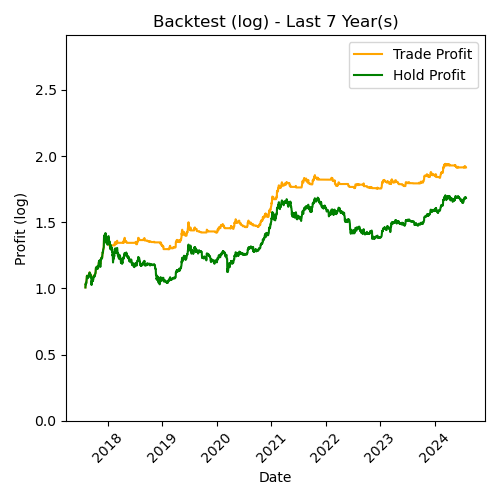 Backtest (log) - Last 7 Year(s)
Trade Profit
Hold Profit
Profit (log)
2.5
2.0
1.5
1.0
0.5
0.0
2018
2019
2020
2021
2022
2023
2024
Date